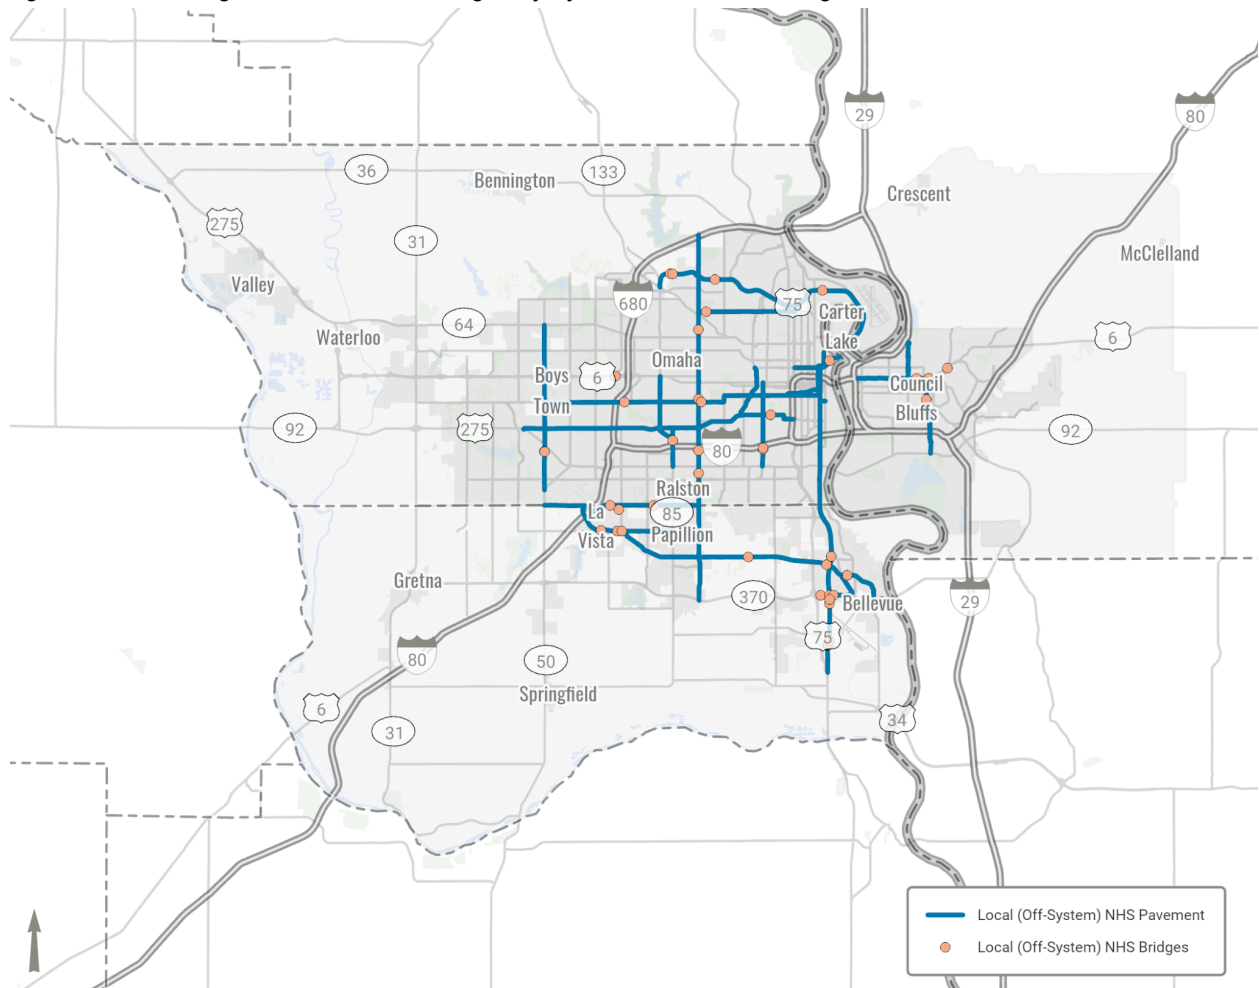 29
80
36
133
Bennington
Crescent
275
31
McClelland
Valley
680
75
64
Carter
Lake
Waterloo
6
Omaha
Boys
Town
6
Council
Bluffs
92
275
80
92
Ralston
La
Vista
85
Papillion
Gretna
370
Bellevue
29
80
50
75
Springfield
6
31
34
Local (Off-System) NHS Pavement
Local (Off-System) NHS Bridges